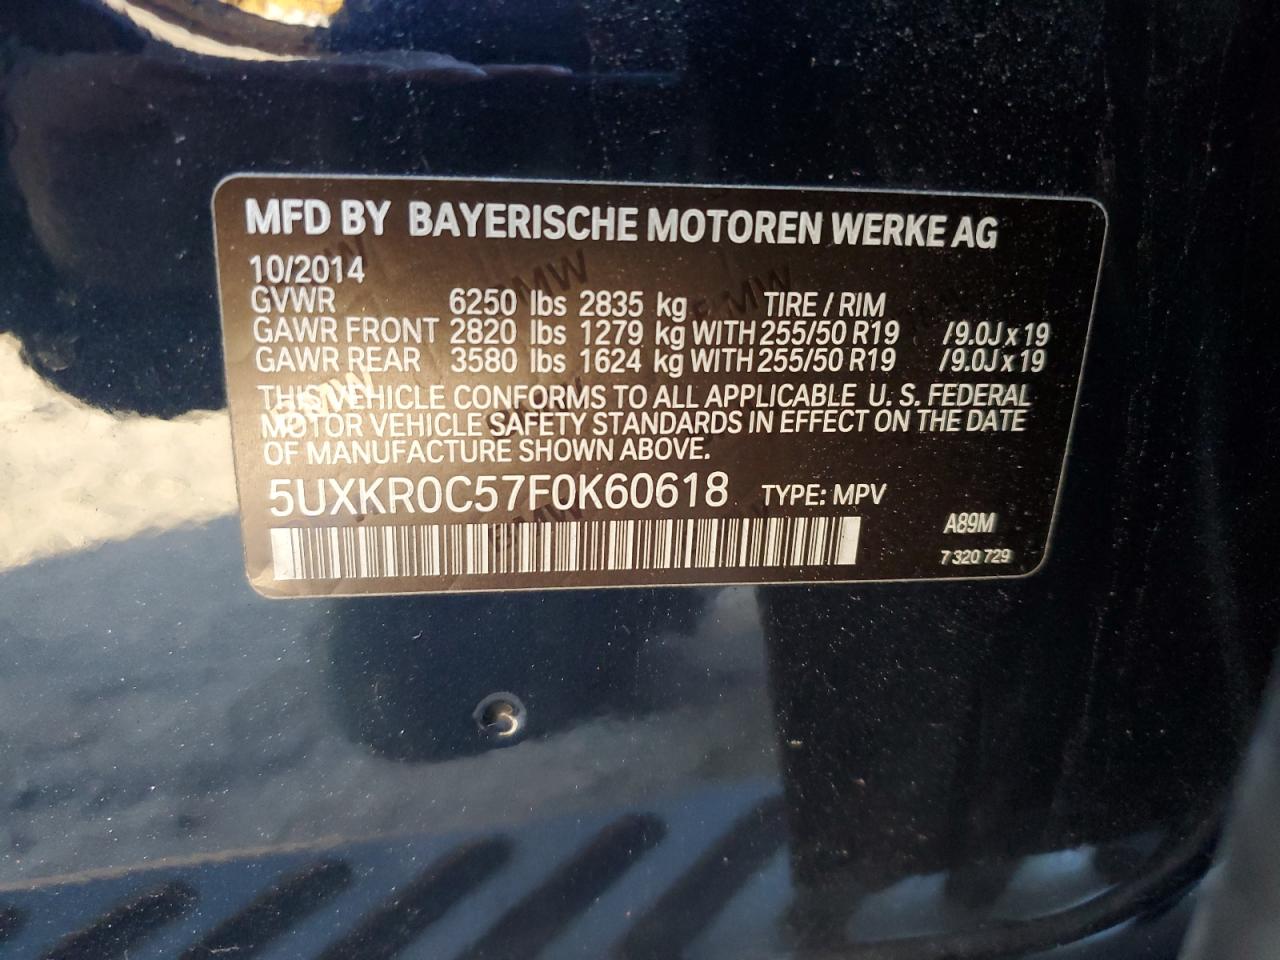 MFD BY BAYERISCHE MOTOREN WERKE AG
10/2014
GVWR 6250 lbs 2835 kg TIRE / RIM
GAWR FRONT 2820 lbs 1279 kg WITH 255/50 R19 /9.0J x 19
GAWR REAR 3580 lbs 1624 kg WITH 255/50 R19 /9.0J x 19
THIS VEHICLE CONFORMS TO ALL APPLICABLE U. S. FEDERAL
MOTOR VEHICLE SAFETY STANDARDS IN EFFECT ON THE DATE
OF MANUFACTURE SHOWN ABOVE.
5UXKR0C57F0K60618 TYPE: MPV
A89M
7 320 729